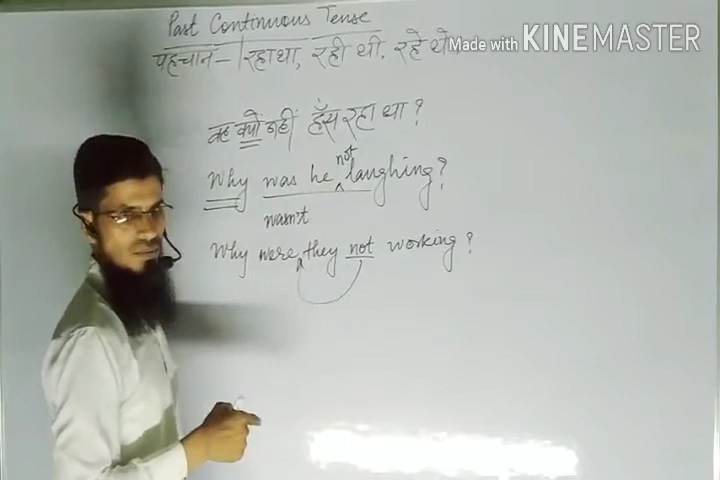 Past Continuous Tense
पहचान - रहा था, रही थी, रहे थे
Made with KINEMASTER
वह क्यों नहीं हँस रहा था ?
not
Why was he laughing ?
wasn't
Why were they not working ?